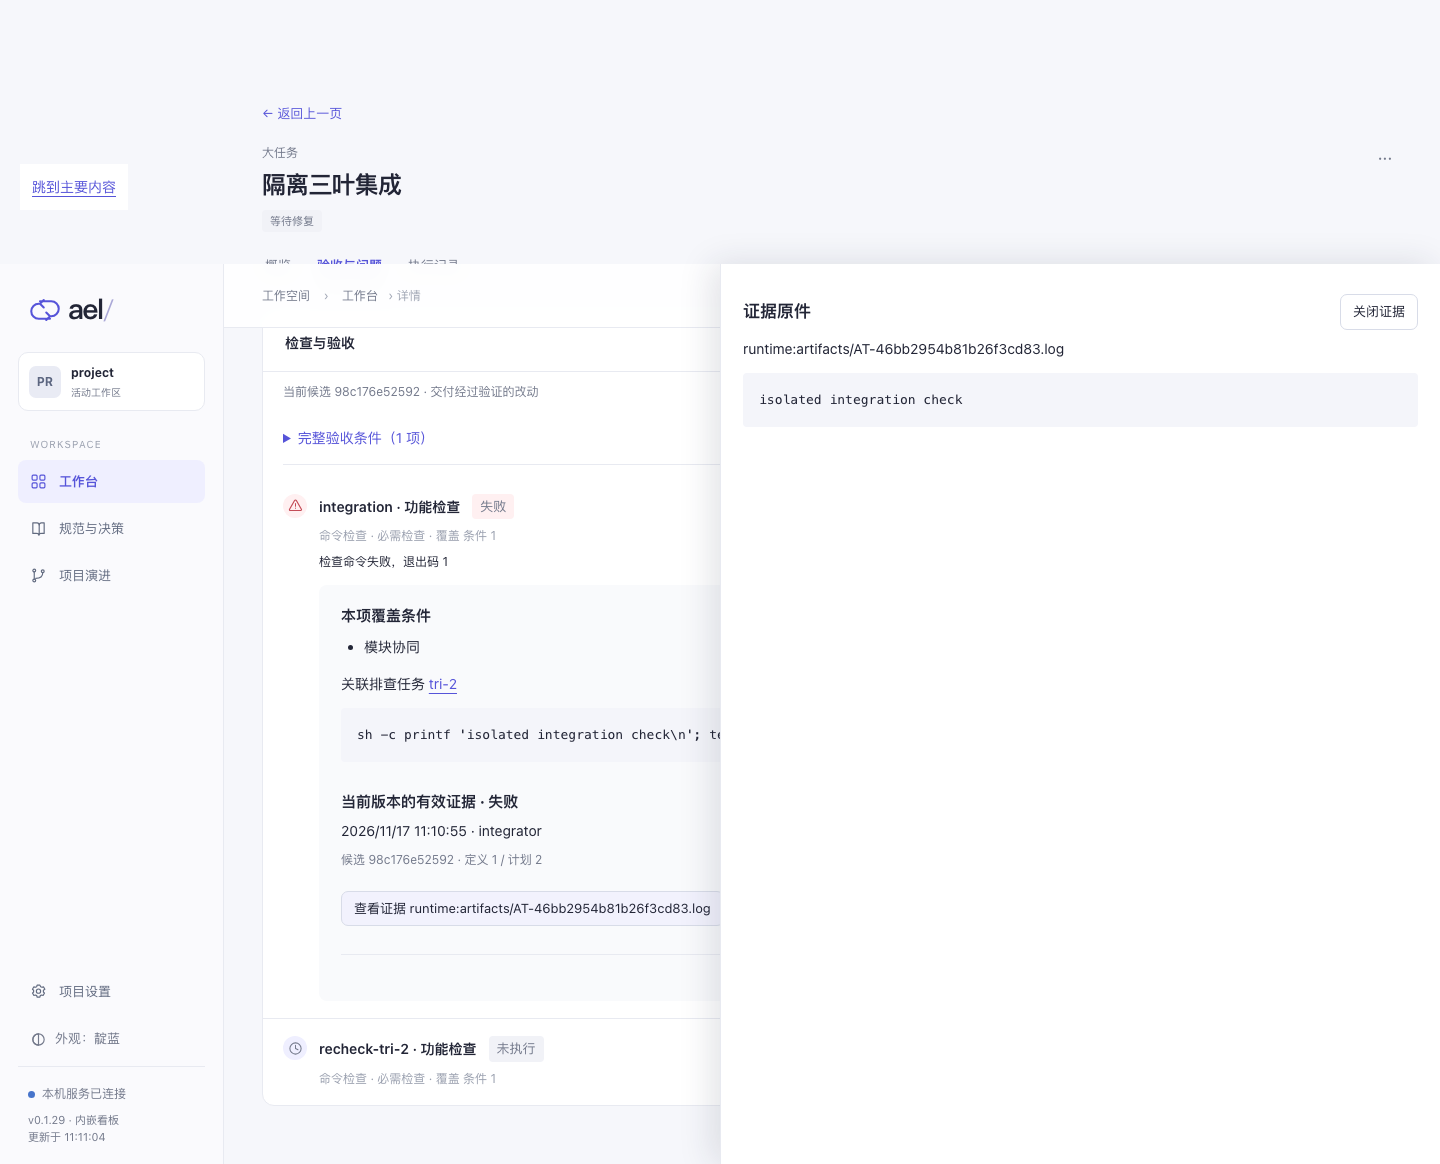 ← 返回上一页
大任务
…
隔离三叶集成
跳到主要内容
等待修复
概览 验收与问题 执行记录
ael/
PR
project
活动工作区
WORKSPACE
工作台
规范与决策
项目演进
项目设置
外观：靛蓝
本机服务已连接
v0.1.29 · 内嵌看板
更新于 11:11:04
工作空间 › 工作台 › 详情
检查与验收
当前候选 98c176e52592 · 交付经过验证的改动
▶ 完整验收条件（1 项）
integration · 功能检查 失败
命令检查 · 必需检查 · 覆盖 条件 1
检查命令失败，退出码 1
本项覆盖条件
• 模块协同
关联排查任务 tri-2
sh -c printf 'isolated integration check\n'; te
当前版本的有效证据 · 失败
2026/11/17 11:10:55 · integrator
候选 98c176e52592 · 定义 1 / 计划 2
查看证据 runtime:artifacts/AT-46bb2954b81b26f3cd83.log
recheck-tri-2 · 功能检查 未执行
命令检查 · 必需检查 · 覆盖 条件 1
证据原件
关闭证据
runtime:artifacts/AT-46bb2954b81b26f3cd83.log
isolated integration check